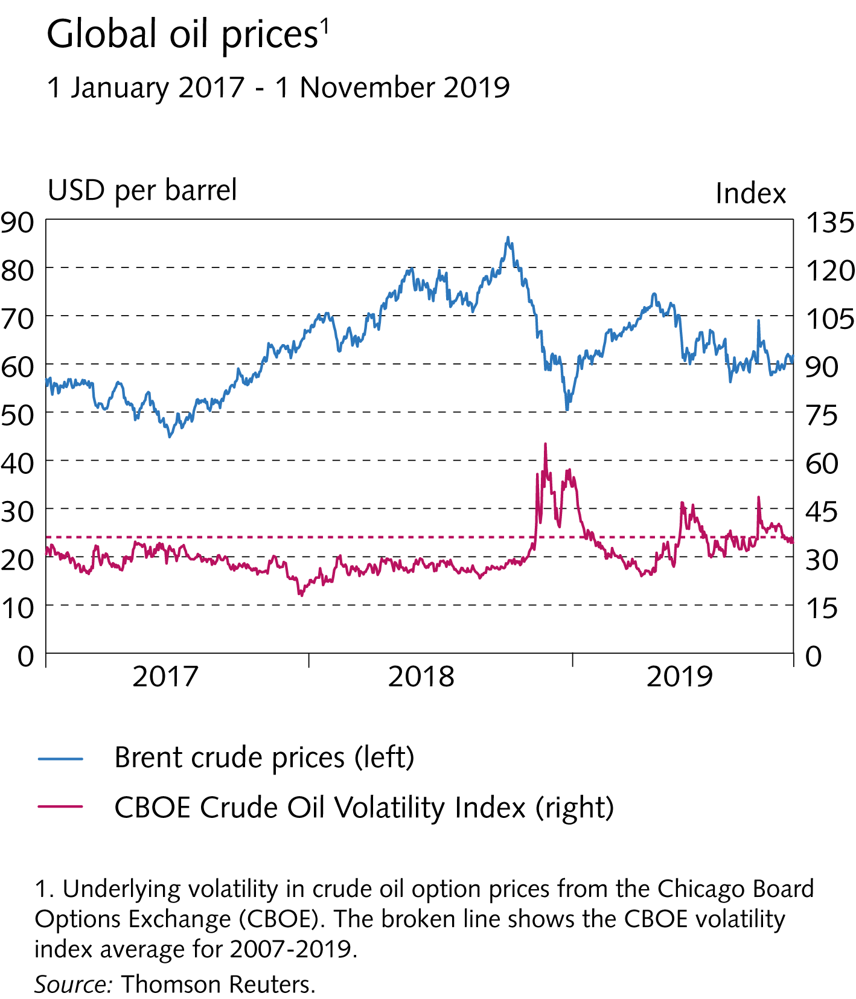 Global oil prices¹
1 January 2017 - 1 November 2019
USD per barrel
Index
90
135
80
120
70
105
60
90
50
75
40
60
30
45
20
30
10
15
0
0
2017
2018
2019
Brent crude prices (left)
CBOE Crude Oil Volatility Index (right)
1. Underlying volatility in crude oil option prices from the Chicago Board
Options Exchange (CBOE). The broken line shows the CBOE volatility
index average for 2007-2019.
Source: Thomson Reuters.